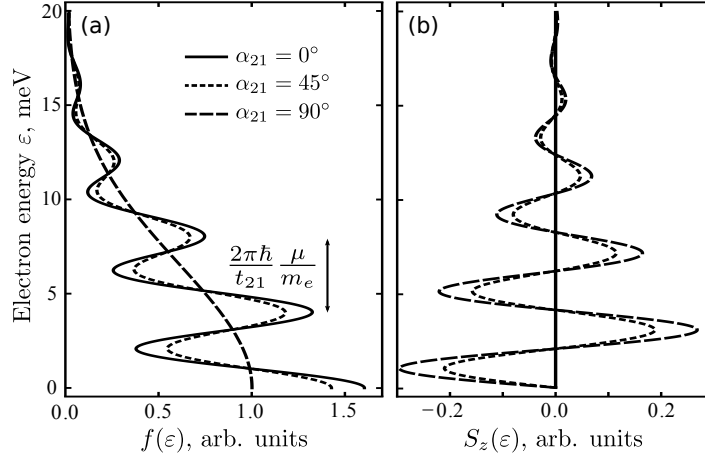 (a)
(b)
α₂₁ = 0°
α₂₁ = 45°
α₂₁ = 90°
2πħ/t₂₁ μ/mₑ
Electron energy ε, meV
20
15
10
5
0
0.0 0.5 1.0 1.5
f(ε), arb. units
−0.2 0.0 0.2
S_z(ε), arb. units